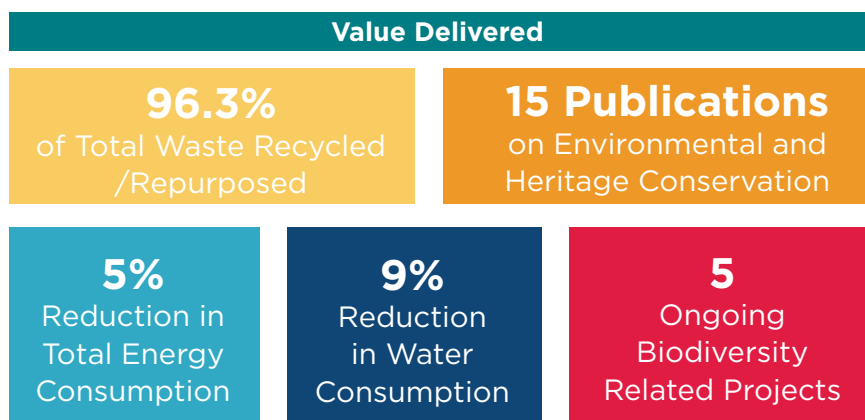 Value Delivered
96.3%
of Total Waste Recycled
/Repurposed
15 Publications
on Environmental and
Heritage Conservation
5%
Reduction in
Total Energy
Consumption
9%
Reduction
in Water
Consumption
5
Ongoing
Biodiversity
Related Projects